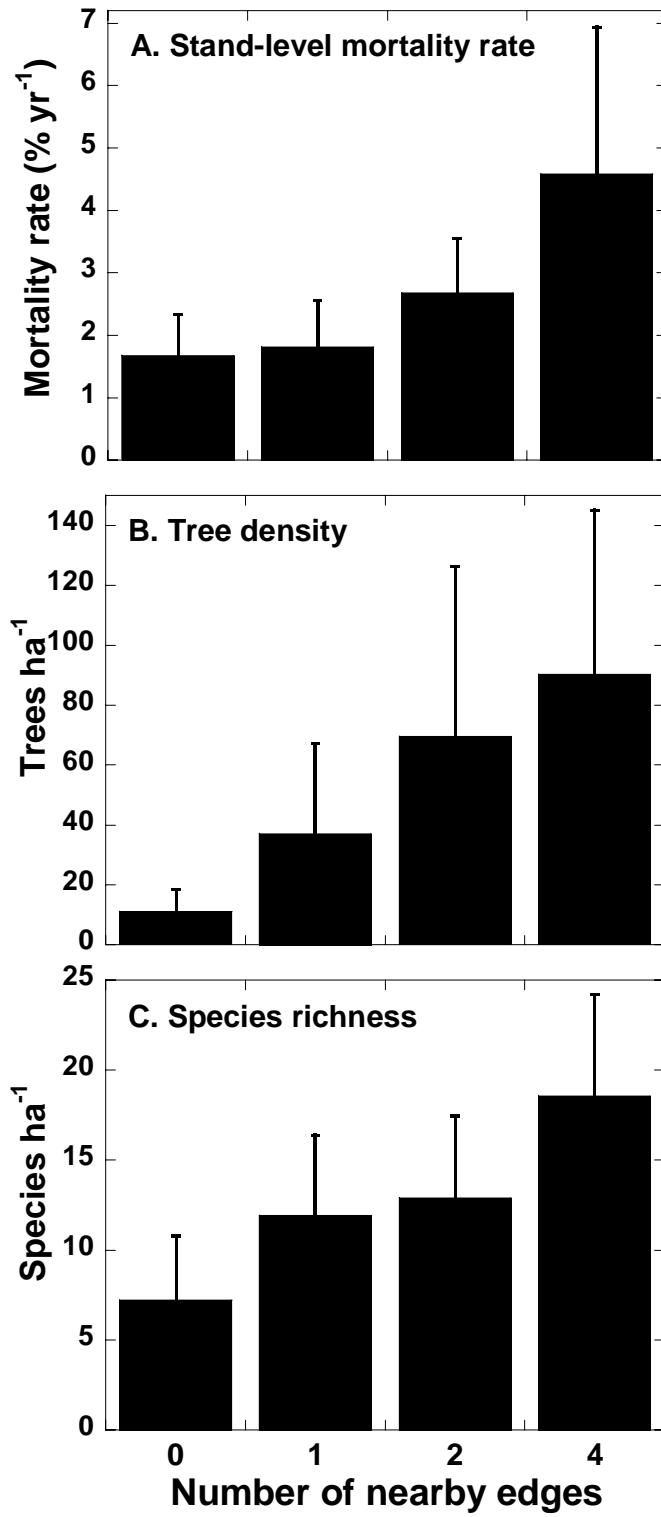 A. Stand-level mortality rate
Mortality rate (% yr⁻¹)
7
6
5
4
3
2
1
0
B. Tree density
Trees ha⁻¹
140
120
100
80
60
40
20
0
C. Species richness
Species ha⁻¹
25
20
15
10
5
0
0 1 2 4
Number of nearby edges